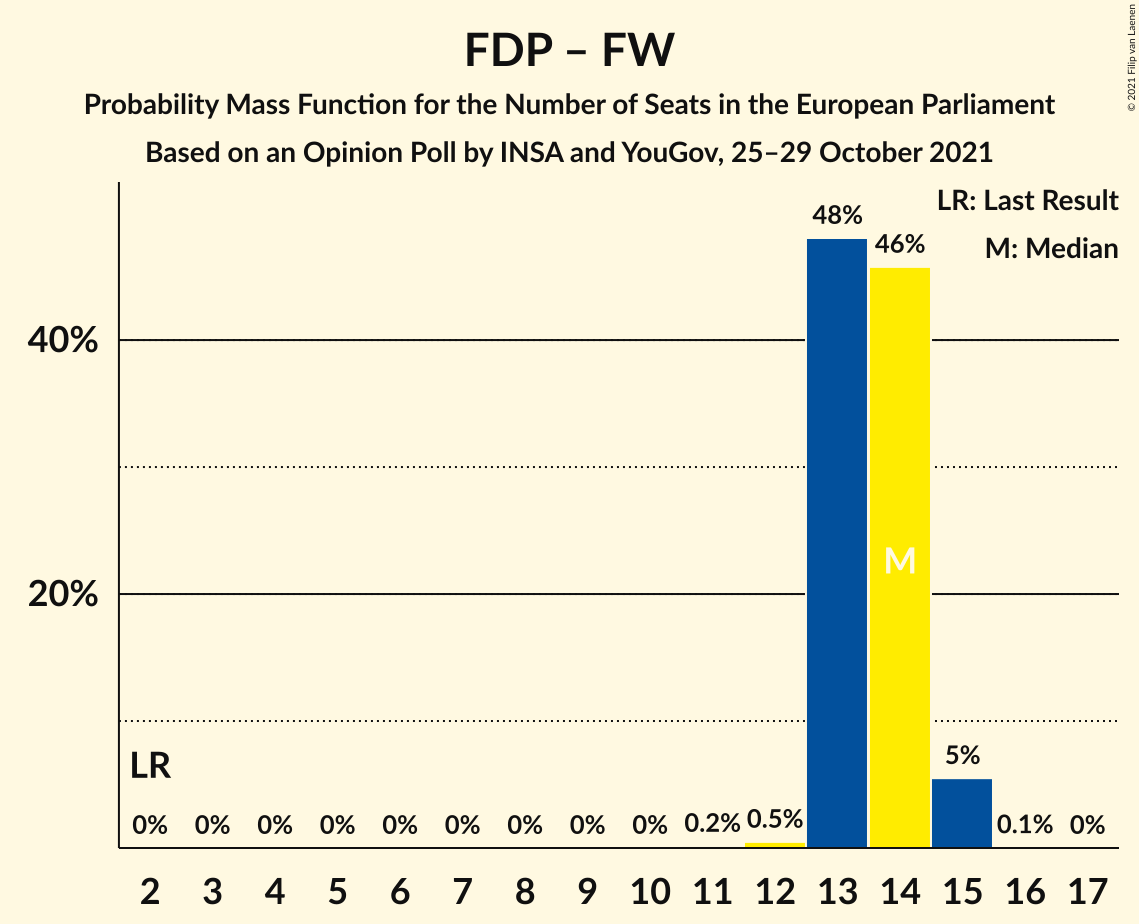 FDP – FW
Probability Mass Function for the Number of Seats in the European Parliament
Based on an Opinion Poll by INSA and YouGov, 25–29 October 2021
© 2021 Filip van Laenen
LR: Last Result
M: Median
48%
46%
40%
M
20%
LR
5%
0% 0% 0% 0% 0% 0% 0% 0% 0% 0.2% 0.5% 0.1% 0%
2 3 4 5 6 7 8 9 10 11 12 13 14 15 16 17